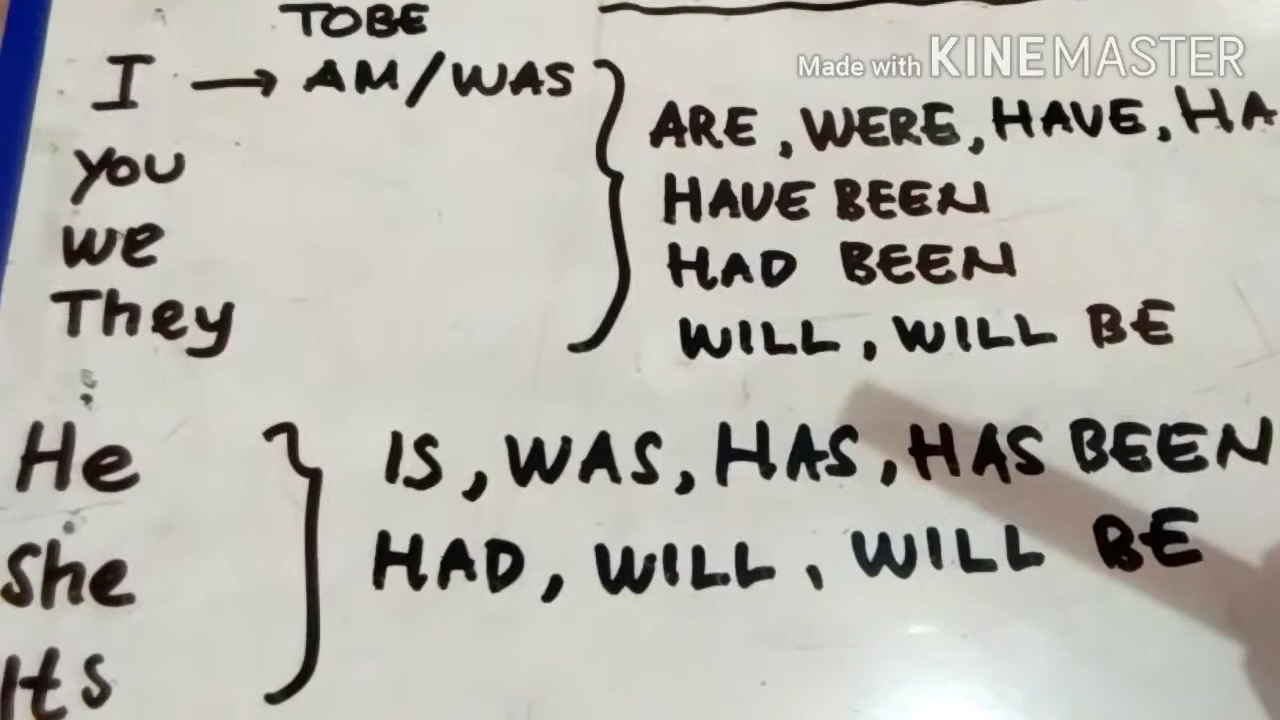 TOBE
Made with KINEMASTER
I → AM/WAS
ARE, WERE, HAVE, HA
You
HAVE BEEN
we
HAD BEEN
They
WILL, WILL BE
He
IS, WAS, HAS, HAS BEEN
She
HAD, WILL, WILL BE
Its